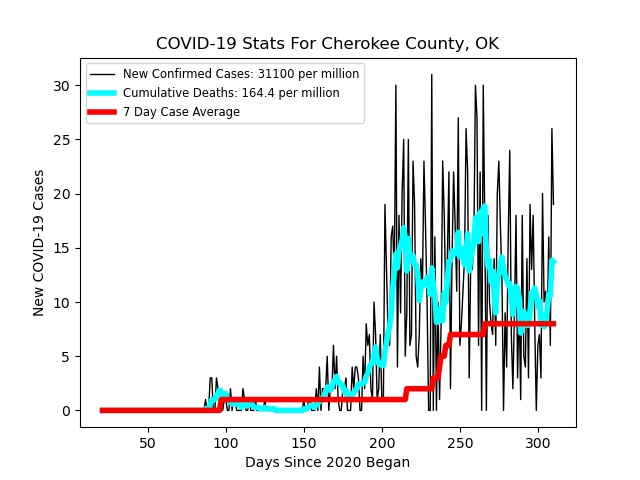 COVID-19 Stats For Cherokee County, OK
New Confirmed Cases: 31100 per million
Cumulative Deaths: 164.4 per million
7 Day Case Average
New COVID-19 Cases
30
25
20
15
10
5
0
50 100 150 200 250 300
Days Since 2020 Began